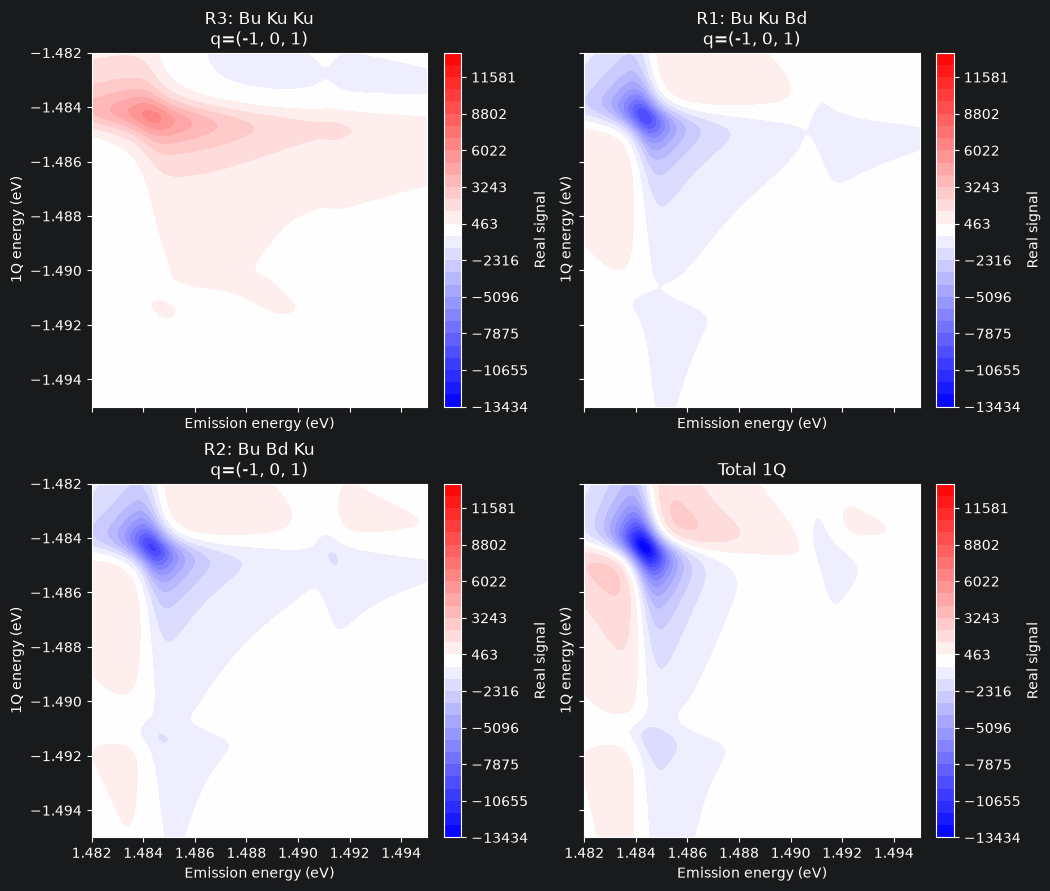 R3: Bu Ku Ku
q=(-1, 0, 1)
−1.482
−1.484
−1.486
−1.488
−1.490
−1.492
−1.494
1Q energy (eV)
Emission energy (eV)
11581
8802
6022
3243
463
−2316
−5096
−7875
−10655
−13434
Real signal
R1: Bu Ku Bd
q=(-1, 0, 1)
1Q energy (eV)
Emission energy (eV)
11581
8802
6022
3243
463
−2316
−5096
−7875
−10655
−13434
Real signal
R2: Bu Bd Ku
q=(-1, 0, 1)
−1.482
−1.484
−1.486
−1.488
−1.490
−1.492
−1.494
1Q energy (eV)
1.482 1.484 1.486 1.488 1.490 1.492 1.494
Emission energy (eV)
11581
8802
6022
3243
463
−2316
−5096
−7875
−10655
−13434
Real signal
Total 1Q
1Q energy (eV)
1.482 1.484 1.486 1.488 1.490 1.492 1.494
Emission energy (eV)
11581
8802
6022
3243
463
−2316
−5096
−7875
−10655
−13434
Real signal